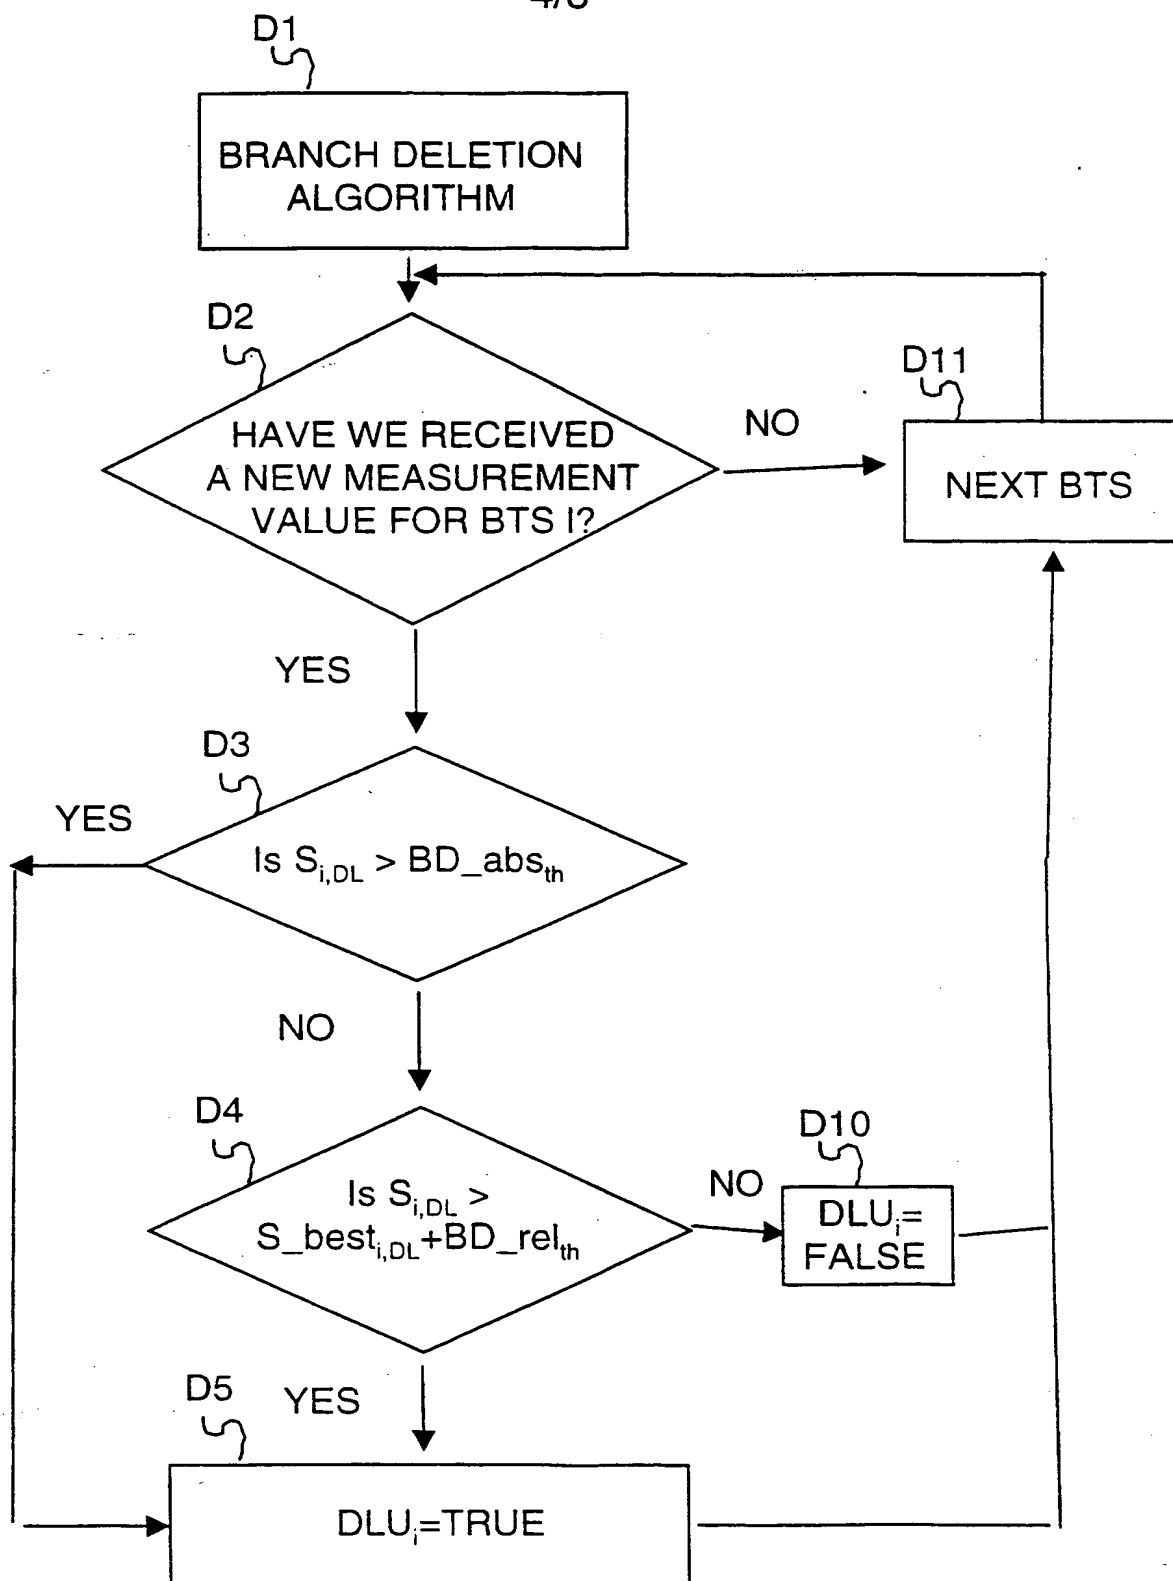 D1
BRANCH DELETION
ALGORITHM
D2
HAVE WE RECEIVED
A NEW MEASUREMENT
VALUE FOR BTS I?
NO
D11
NEXT BTS
YES
D3
YES
Is S_{i,DL} > BD_abs_{th}
NO
D4
Is S_{i,DL} >
S_best_{i,DL}+BD_rel_{th}
NO
D10
DLU_i=
FALSE
D5
YES
DLU_i=TRUE